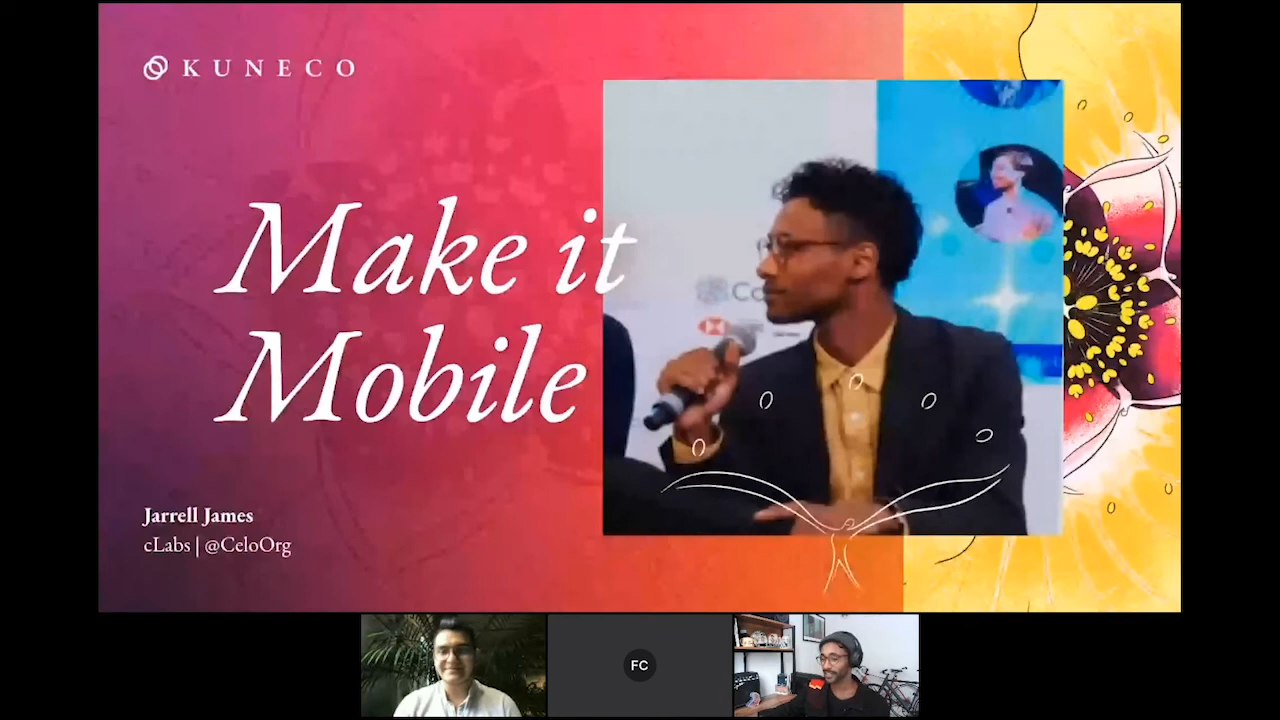 KUNECO
Make it
Mobile
Jarrell James
cLabs | @CeloOrg
FC